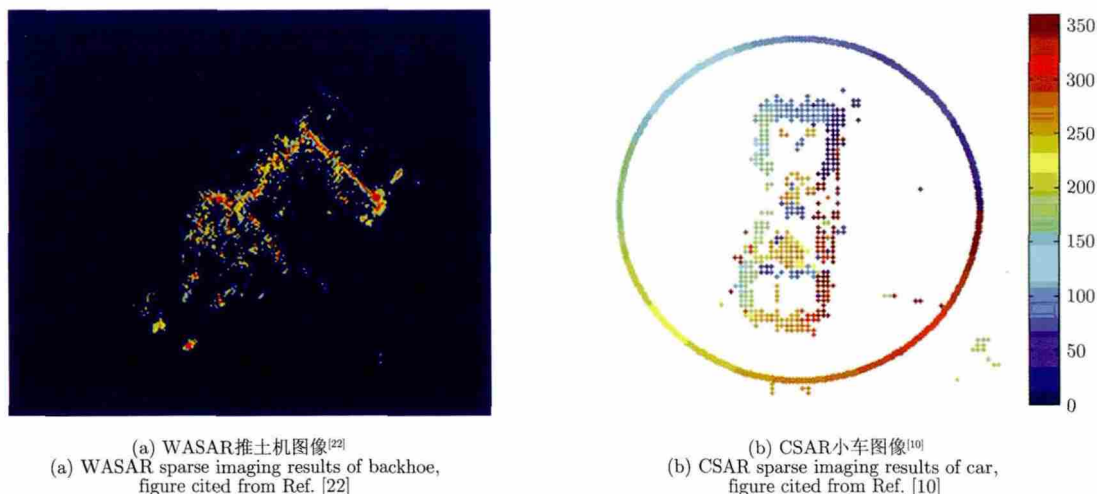 350
300
250
200
150
100
50
0
(a) WASAR推土机图像[22]
(a) WASAR sparse imaging results of backhoe,
figure cited from Ref. [22]
(b) CSAR小车图像[10]
(b) CSAR sparse imaging results of car,
figure cited from Ref. [10]